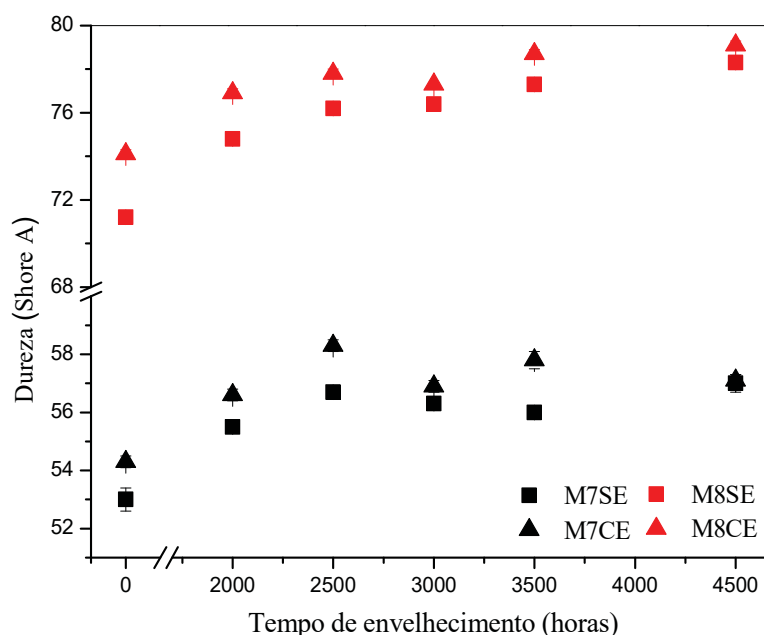 80
76
72
68
58
56
54
52
Dureza (Shore A)
M7SE M8SE
M7CE M8CE
0 2000 2500 3000 3500 4000 4500
Tempo de envelhecimento (horas)